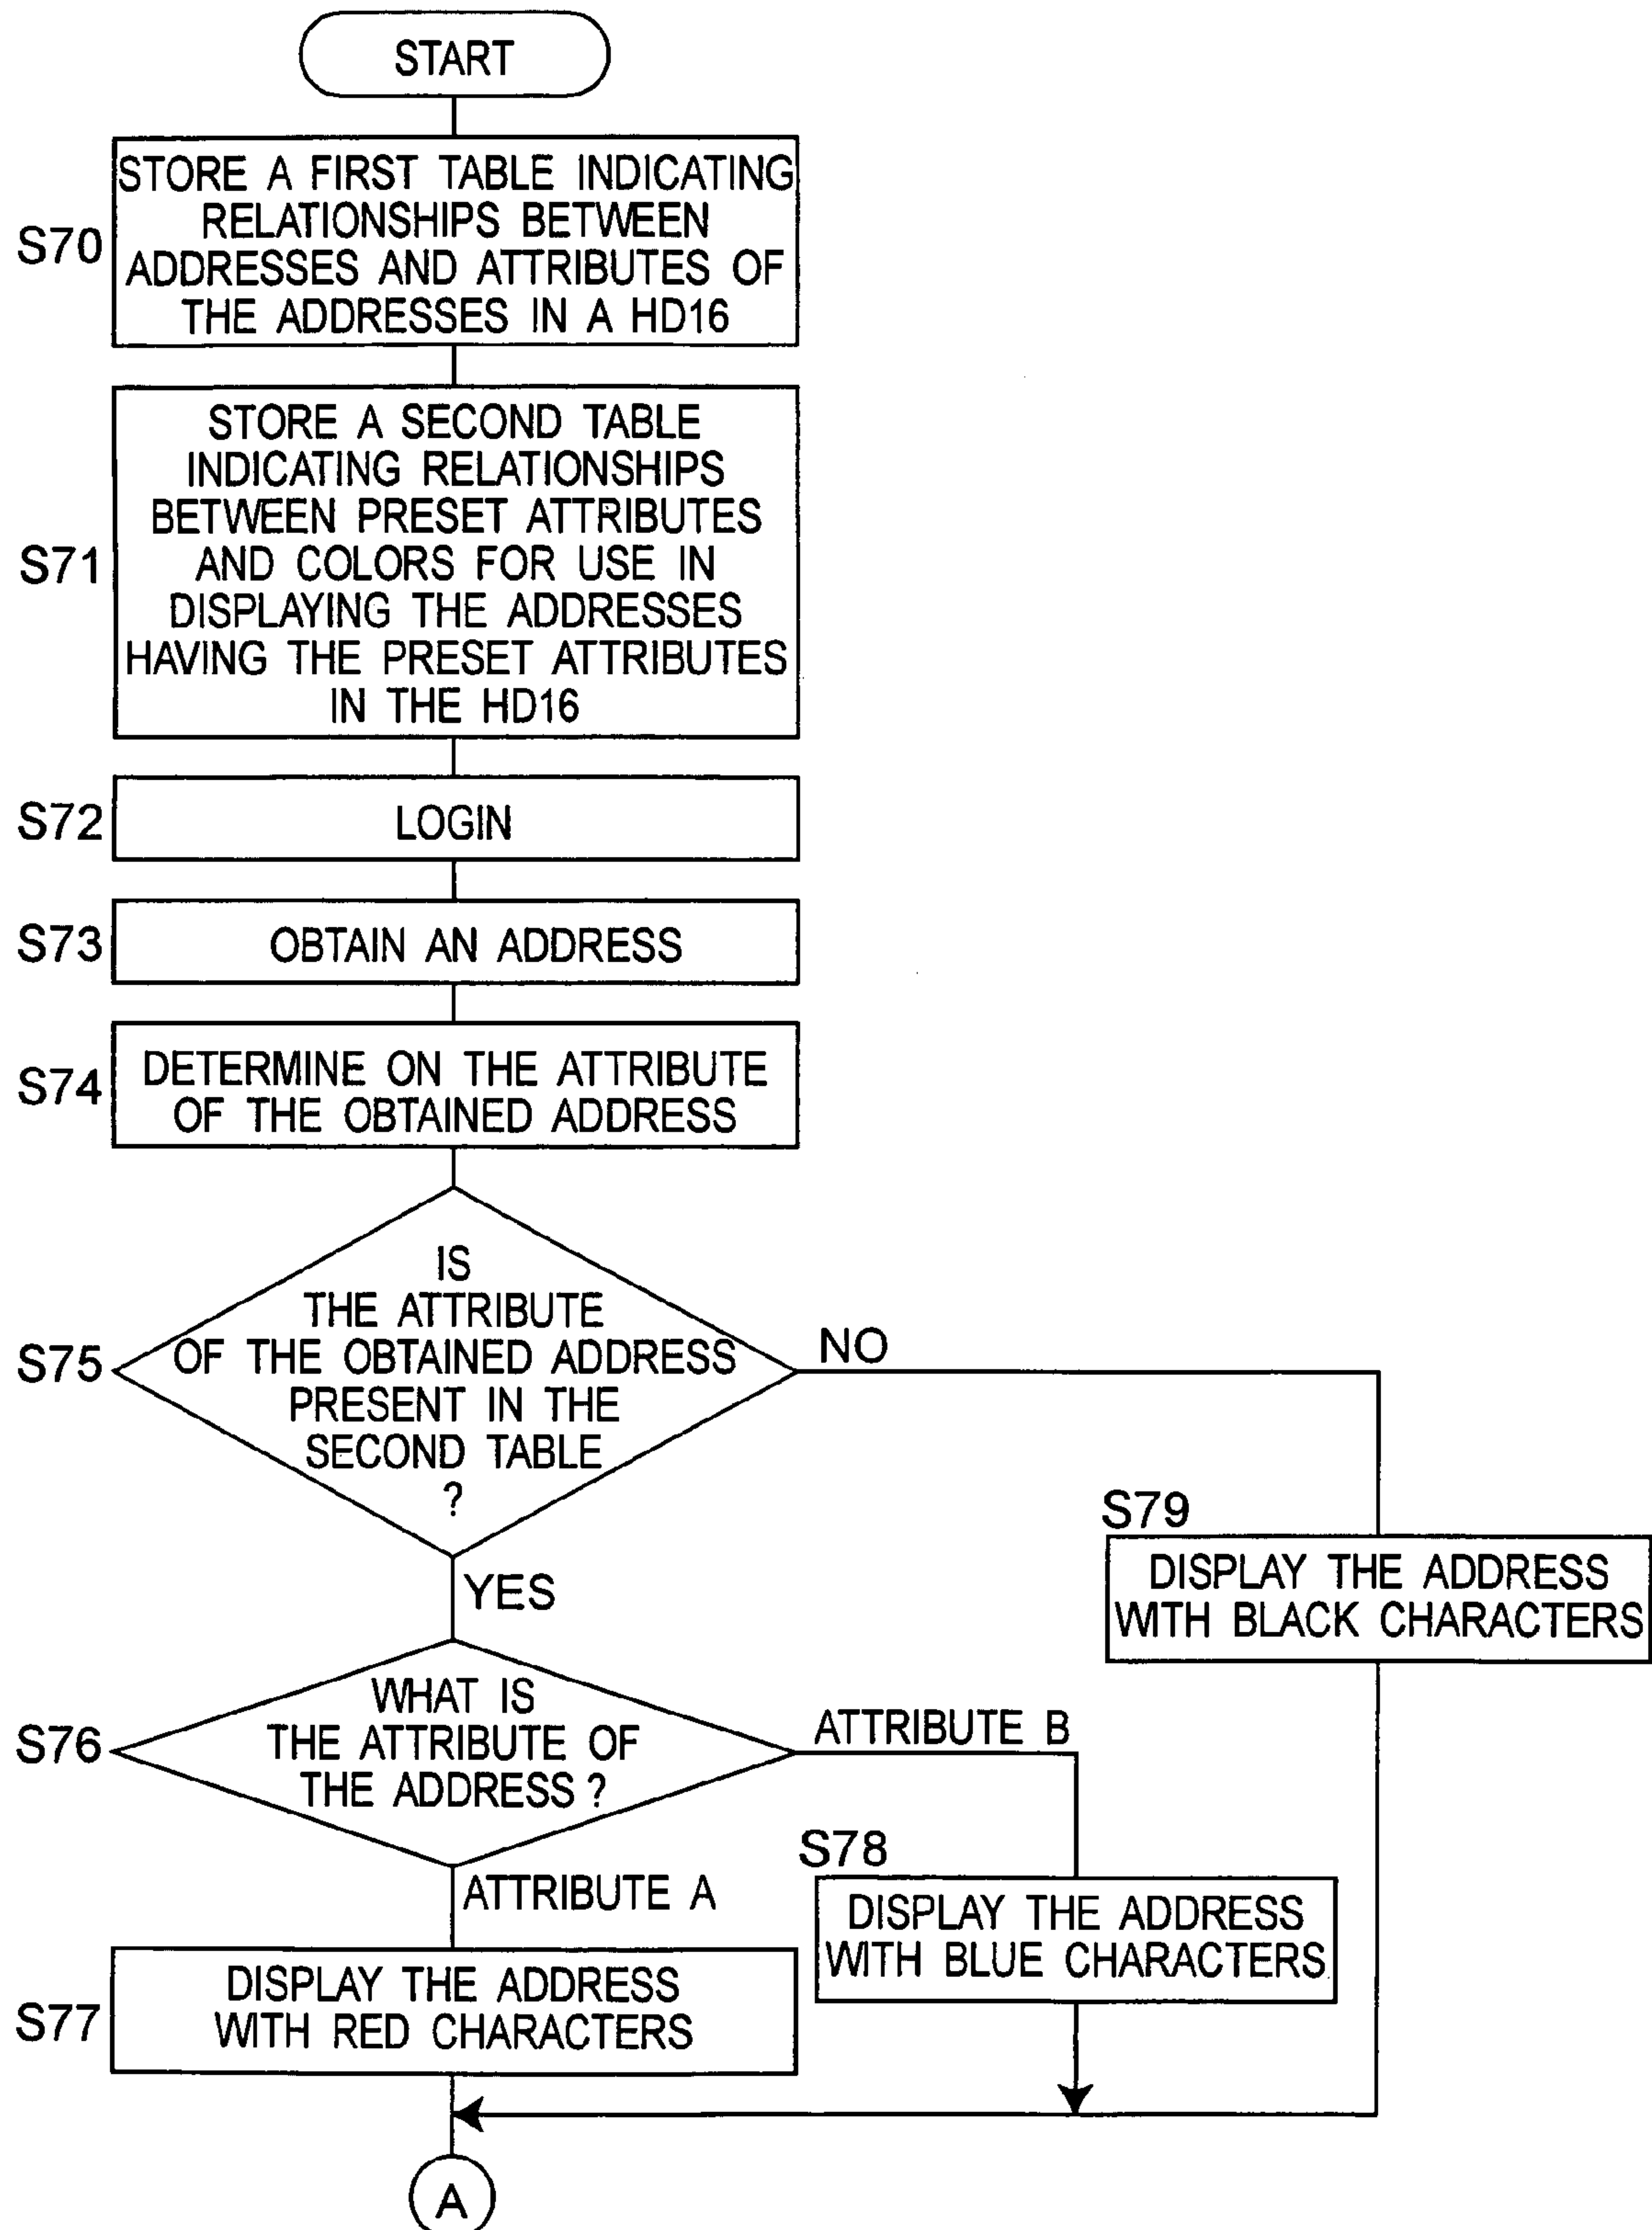 START
S70
STORE A FIRST TABLE INDICATING
RELATIONSHIPS BETWEEN
ADDRESSES AND ATTRIBUTES OF
THE ADDRESSES IN A HD16
S71
STORE A SECOND TABLE
INDICATING RELATIONSHIPS
BETWEEN PRESET ATTRIBUTES
AND COLORS FOR USE IN
DISPLAYING THE ADDRESSES
HAVING THE PRESET ATTRIBUTES
IN THE HD16
S72
LOGIN
S73
OBTAIN AN ADDRESS
S74
DETERMINE ON THE ATTRIBUTE
OF THE OBTAINED ADDRESS
S75
IS
THE ATTRIBUTE
OF THE OBTAINED ADDRESS
PRESENT IN THE
SECOND TABLE
?
NO
YES
S79
DISPLAY THE ADDRESS
WITH BLACK CHARACTERS
S76
WHAT IS
THE ATTRIBUTE OF
THE ADDRESS ?
ATTRIBUTE B
ATTRIBUTE A
S78
DISPLAY THE ADDRESS
WITH BLUE CHARACTERS
S77
DISPLAY THE ADDRESS
WITH RED CHARACTERS
A